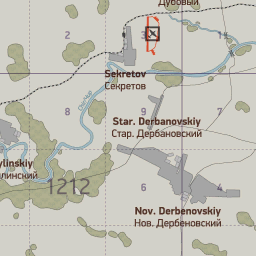 Дубовый
2
3
Sekretov
Секретов
8
9
Star. Derbanovskiy
Стар. Дербановский
ylinskiy
линский
1212
6
4
Nov. Derbenovskiy
Нов. Дербеновский